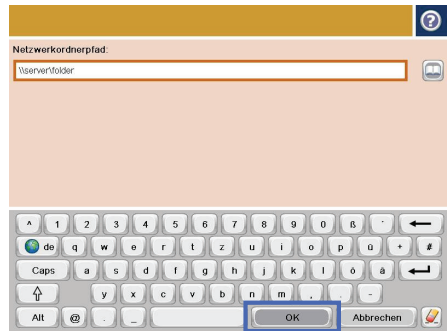 ?
Netzwerkordnerpfad:
\\server\folder
^ 1 2 3 4 5 6 7 8 9 0 ß ´
de q w e r t z u i o p ü + #
Caps a s d f g h j k l ö ä
y x c v b n m , . -
Alt @ . _ OK Abbrechen